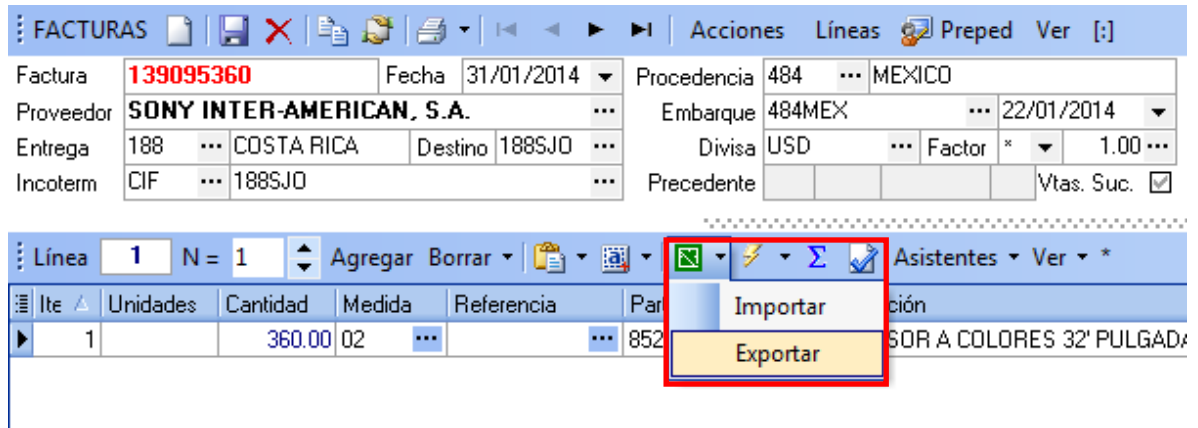 FACTURAS Acciones Líneas Preped Ver [:]
Factura 139095360 Fecha 31/01/2014 Procedencia 484 ... MEXICO
Proveedor SONY INTER-AMERICAN, S.A. ... Embarque 484MEX ... 22/01/2014
Entrega 188 ... COSTA RICA Destino 188SJO ... Divisa USD ... Factor * 1.00 ...
Incoterm CIF ... 188SJO ... Precedente Vtas. Suc.
Línea 1 N = 1 Agregar Borrar Σ Asistentes Ver *
Ite Unidades Cantidad Medida Referencia Par ción
1 360.00 02 ... ... 852 SOR A COLORES 32' PULGADA
Importar
Exportar